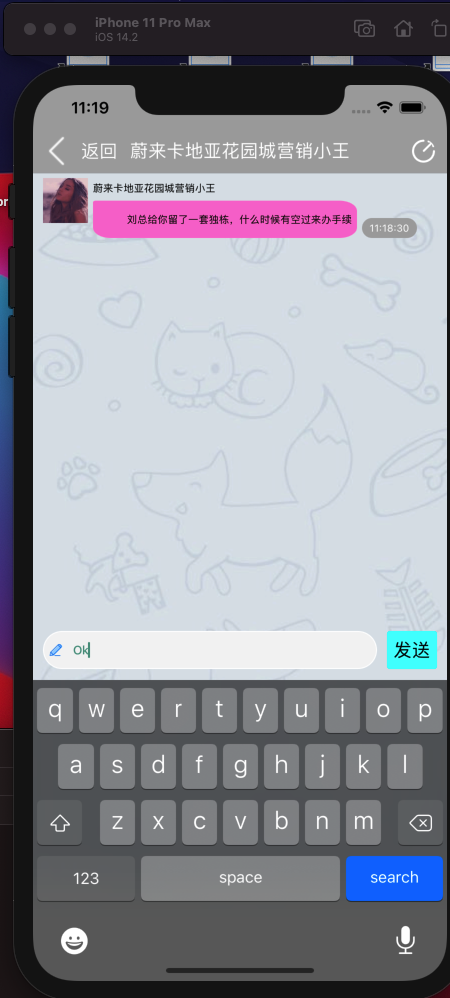 iPhone 11 Pro Max
iOS 14.2
11:19
返回 蔚来卡地亚花园城营销小王
蔚来卡地亚花园城营销小王
刘总给你留了一套独栋，什么时候有空过来办手续
11:18:30
Ok
发送
q w e r t y u i o p
a s d f g h j k l
z x c v b n m
123 space search